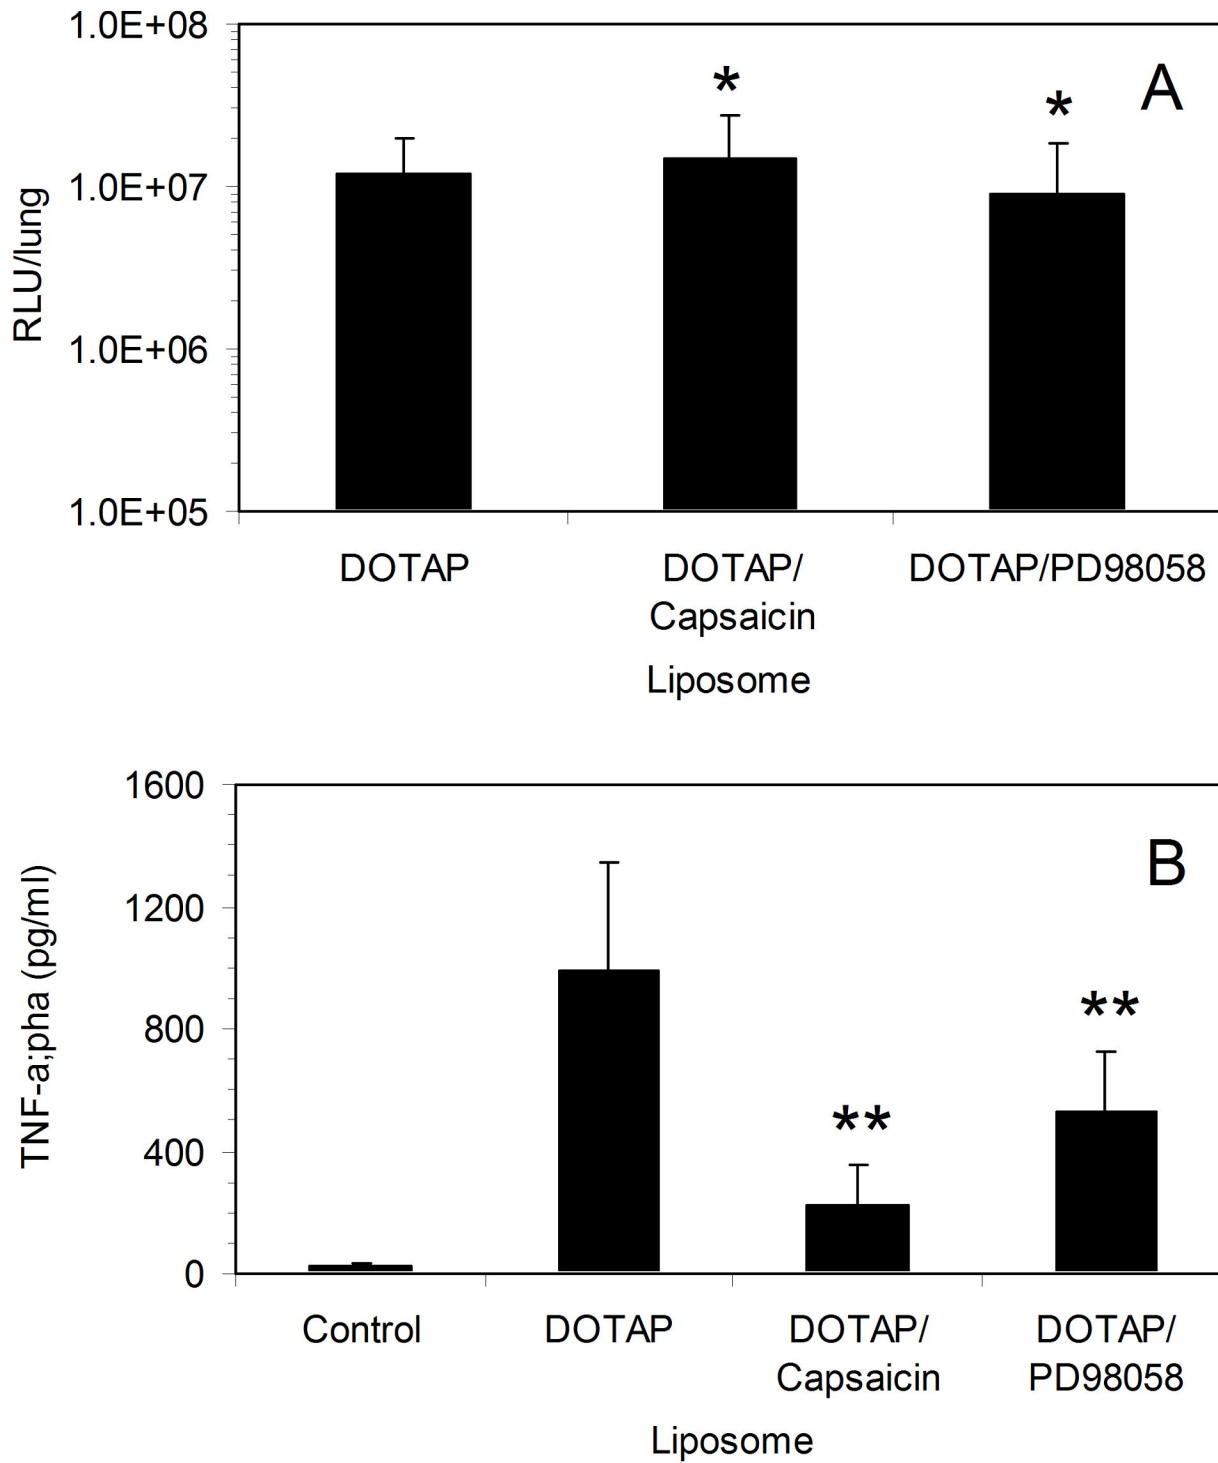 1.0E+08
1.0E+07
1.0E+06
1.0E+05
RLU/lung
A
*
*
DOTAP
DOTAP/
Capsaicin
DOTAP/PD98058
Liposome
1600
1200
800
400
0
TNF-a;pha (pg/ml)
B
**
**
Control
DOTAP
DOTAP/
Capsaicin
DOTAP/
PD98058
Liposome